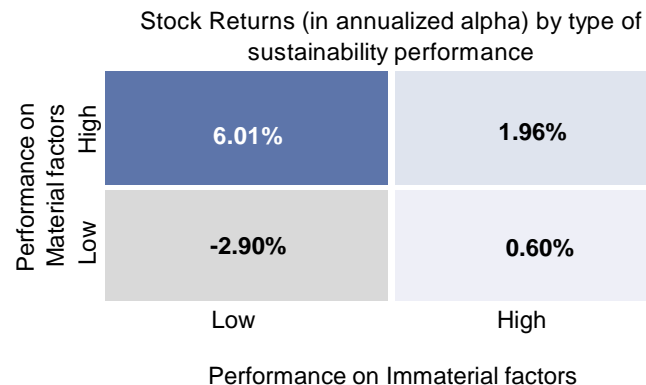 Stock Returns (in annualized alpha) by type of
sustainability performance
Performance on
Material factors
High
6.01%
1.96%
Low
-2.90%
0.60%
Low
High
Performance on Immaterial factors